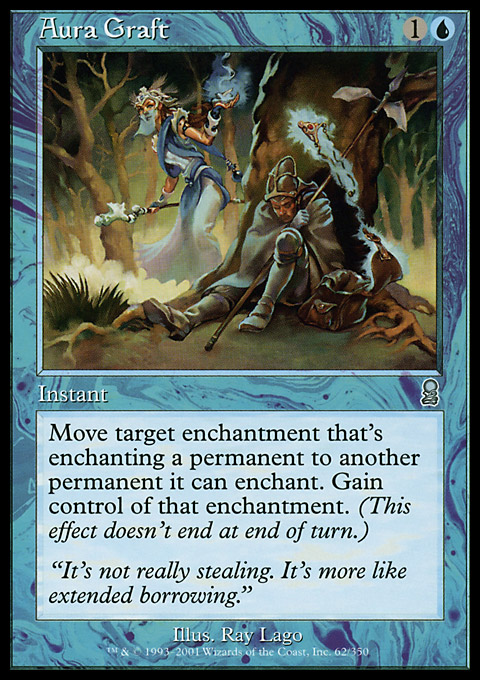 Aura Graft 1
Instant
Move target enchantment that's
enchanting a permanent to another
permanent it can enchant. Gain
control of that enchantment. (This
effect doesn't end at end of turn.)
“It's not really stealing. It's more like
extended borrowing.”
Illus. Ray Lago
™ & © 1993–2001 Wizards of the Coast, Inc. 62/350